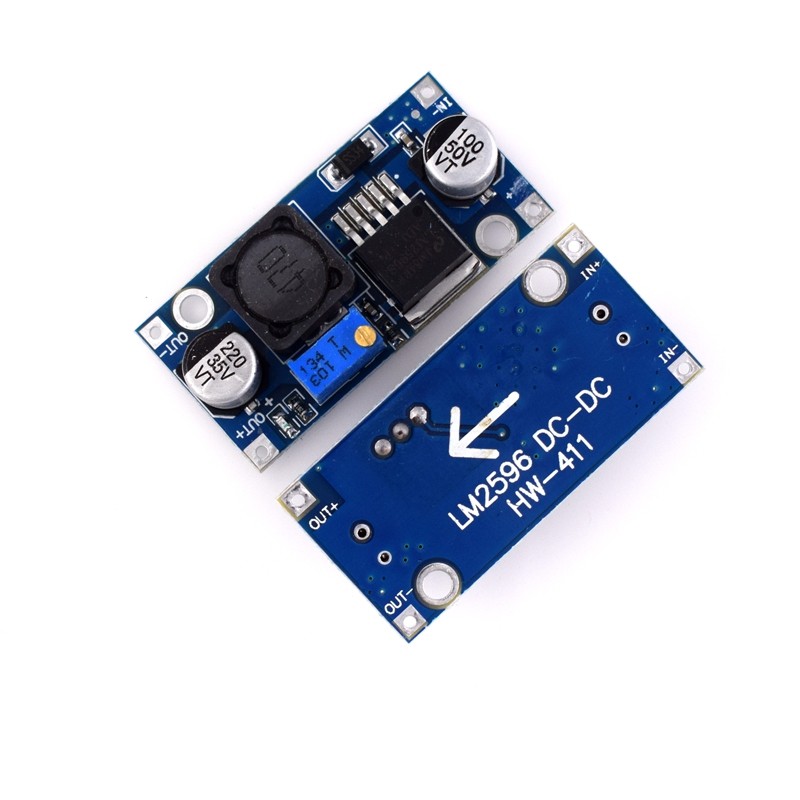 IN-
100
50V
VT
+
OUT-
220
35V
VT
134 T
103 M
+
OUT+
IN+
IN-
LM2596 DC-DC
HW-411
OUT+
OUT-